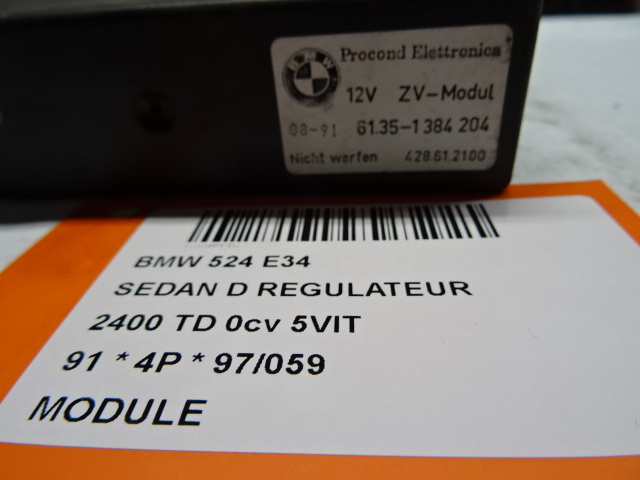 BMW
Procond Elettronica
12V ZV-Modul
08-91 61.35-1 384 204
Nicht werfen 428.61.2100
BMW 524 E34
SEDAN D REGULATEUR
2400 TD 0cv 5VIT
91 * 4P * 97/059
MODULE